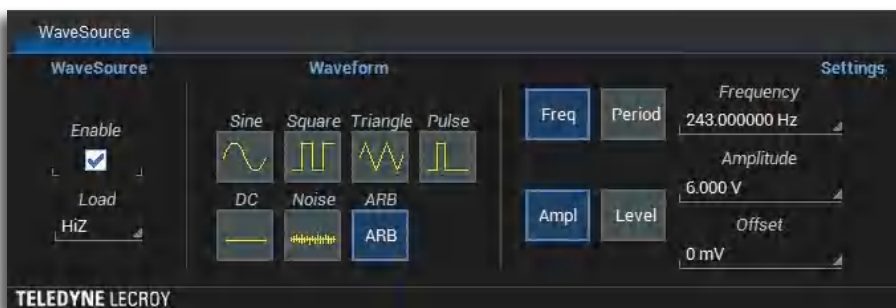 WaveSource
WaveSource
Waveform
Settings
Enable
Load
HiZ
Sine Square Triangle Pulse
DC Noise ARB
ARB
Freq Period
Frequency
243.000000 Hz
Ampl Level
Amplitude
6.000 V
Offset
0 mV
TELEDYNE LECROY